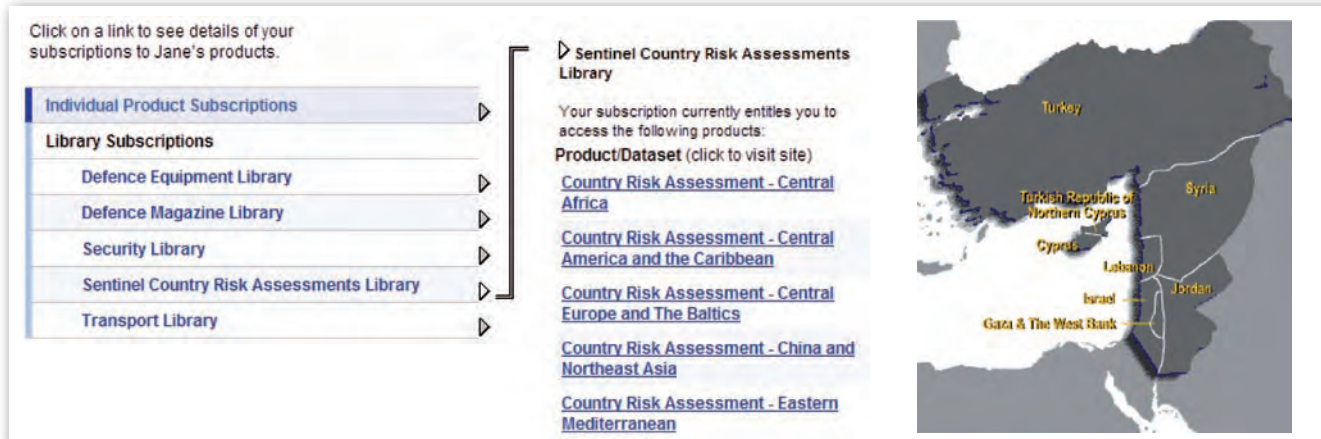 Click on a link to see details of your
subscriptions to Jane's products.
Individual Product Subscriptions
Library Subscriptions
Defence Equipment Library
Defence Magazine Library
Security Library
Sentinel Country Risk Assessments Library
Transport Library
Sentinel Country Risk Assessments
Library
Your subscription currently entitles you to
access the following products:
Product/Dataset (click to visit site)
Country Risk Assessment - Central
Africa
Country Risk Assessment - Central
America and the Caribbean
Country Risk Assessment - Central
Europe and The Baltics
Country Risk Assessment - China and
Northeast Asia
Country Risk Assessment - Eastern
Mediterranean
Turkey
Syria
Turkish Republic of
Northern Cyprus
Cyprus
Lebanon
Jordan
Israel
Gaza & The West Bank